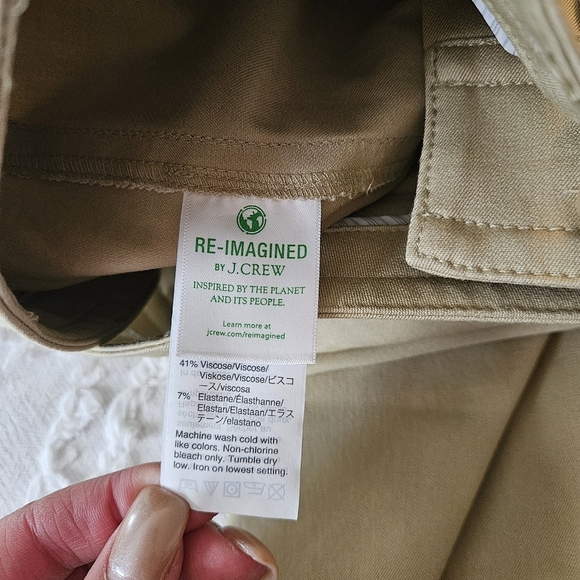 RE-IMAGINED
BY J.CREW
INSPIRED BY THE PLANET
AND ITS PEOPLE.
Learn more at
jcrew.com/reimagined
41% Viscose/Viscose/
Viskose/Viscose/ビスコ
ース/viscosa
7% Elastane/Élasthanne/
Elastan/Elastaan/エラス
テーン/elastano
Machine wash cold with
like colors. Non-chlorine
bleach only. Tumble dry
low. Iron on lowest setting.